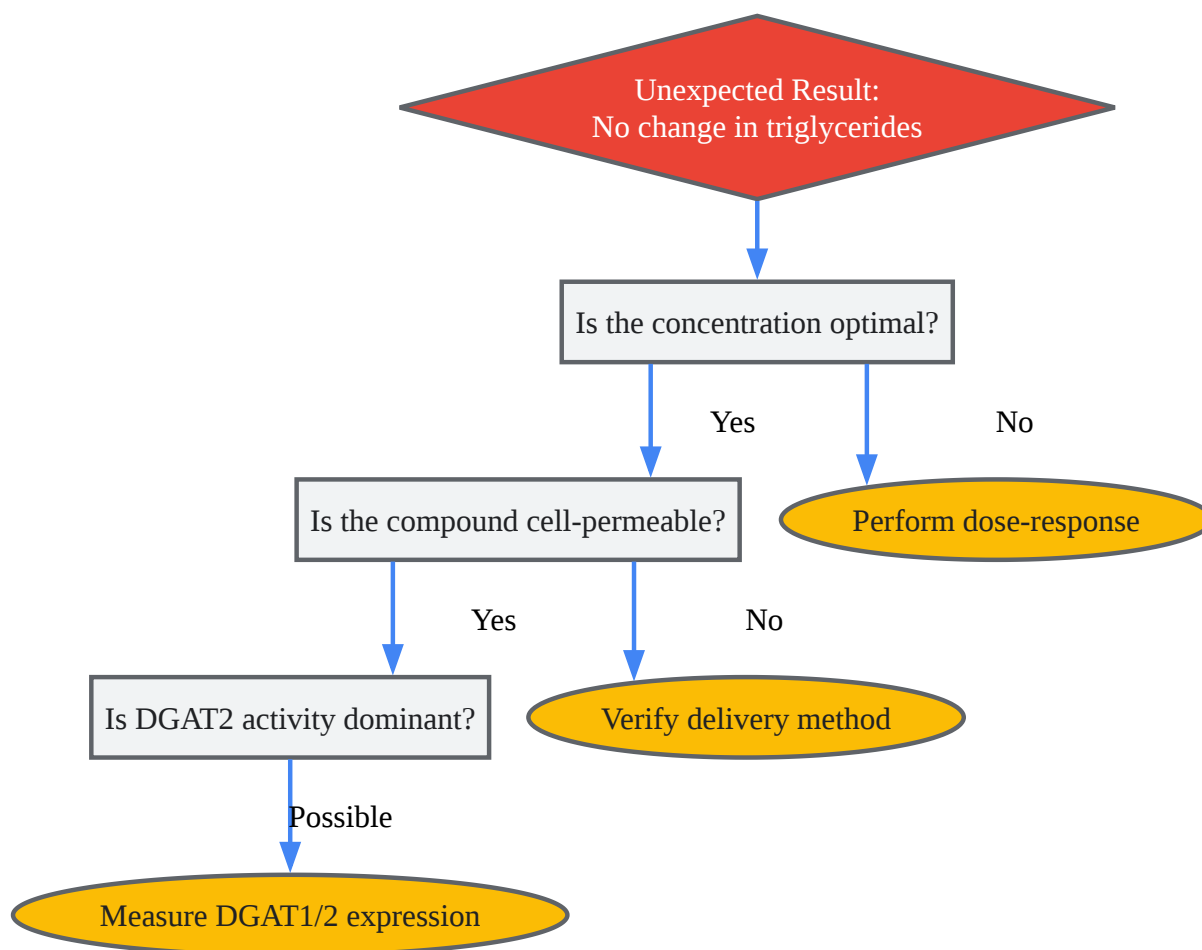 Unexpected Result:
No change in triglycerides
Is the concentration optimal?
Yes
No
Is the compound cell-permeable?
Perform dose-response
Yes
No
Is DGAT2 activity dominant?
Verify delivery method
Possible
Measure DGAT1/2 expression